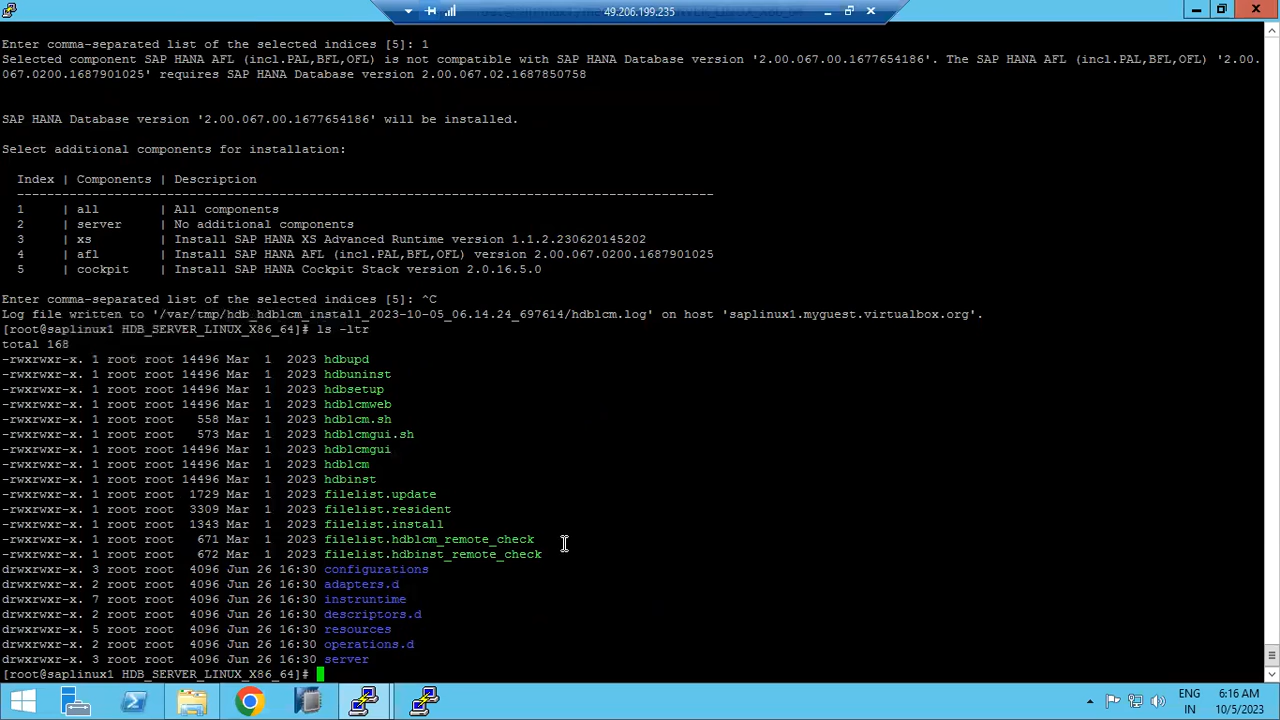 49.206.199.235
Enter comma-separated list of the selected indices [5]: 1
Selected component SAP HANA AFL (incl.PAL,BFL,OFL) is not compatible with SAP HANA Database version '2.00.067.00.1677654186'. The SAP HANA AFL (incl.PAL,BFL,OFL) '2.00.
067.0200.1687901025' requires SAP HANA Database version 2.00.067.02.1687850758
SAP HANA Database version '2.00.067.00.1677654186' will be installed.
Select additional components for installation:
Index | Components | Description
1 | all | All components
2 | server | No additional components
3 | xs | Install SAP HANA XS Advanced Runtime version 1.1.2.230620145202
4 | afl | Install SAP HANA AFL (incl.PAL,BFL,OFL) version 2.00.067.0200.1687901025
5 | cockpit | Install SAP HANA Cockpit Stack version 2.0.16.5.0
Enter comma-separated list of the selected indices [5]: ^C
Log file written to '/var/tmp/hdb_hdblcm_install_2023-10-05_06.14.24_697614/hdblcm.log' on host 'saplinux1.myguest.virtualbox.org'.
[root@saplinux1 HDB_SERVER_LINUX_X86_64]# ls -ltr
total 168
-rwxrwxr-x. 1 root root 14496 Mar 1 2023 hdbupd
-rwxrwxr-x. 1 root root 14496 Mar 1 2023 hdbuninst
-rwxrwxr-x. 1 root root 14496 Mar 1 2023 hdbsetup
-rwxrwxr-x. 1 root root 14496 Mar 1 2023 hdblcmweb
-rwxrwxr-x. 1 root root 558 Mar 1 2023 hdblcm.sh
-rwxrwxr-x. 1 root root 573 Mar 1 2023 hdblcmgui.sh
-rwxrwxr-x. 1 root root 14496 Mar 1 2023 hdblcmgui
-rwxrwxr-x. 1 root root 14496 Mar 1 2023 hdblcm
-rwxrwxr-x. 1 root root 14496 Mar 1 2023 hdbinst
-rwxrwxr-x. 1 root root 1729 Mar 1 2023 filelist.update
-rwxrwxr-x. 1 root root 3309 Mar 1 2023 filelist.resident
-rwxrwxr-x. 1 root root 1343 Mar 1 2023 filelist.install
-rwxrwxr-x. 1 root root 671 Mar 1 2023 filelist.hdblcm_remote_check
-rwxrwxr-x. 1 root root 672 Mar 1 2023 filelist.hdbinst_remote_check
drwxrwxr-x. 3 root root 4096 Jun 26 16:30 configurations
drwxrwxr-x. 2 root root 4096 Jun 26 16:30 adapters.d
drwxrwxr-x. 7 root root 4096 Jun 26 16:30 instruntime
drwxrwxr-x. 2 root root 4096 Jun 26 16:30 descriptors.d
drwxrwxr-x. 5 root root 4096 Jun 26 16:30 resources
drwxrwxr-x. 2 root root 4096 Jun 26 16:30 operations.d
drwxrwxr-x. 3 root root 4096 Jun 26 16:30 server
[root@saplinux1 HDB_SERVER_LINUX_X86_64]#
ENG 6:16 AM
IN 10/5/2023